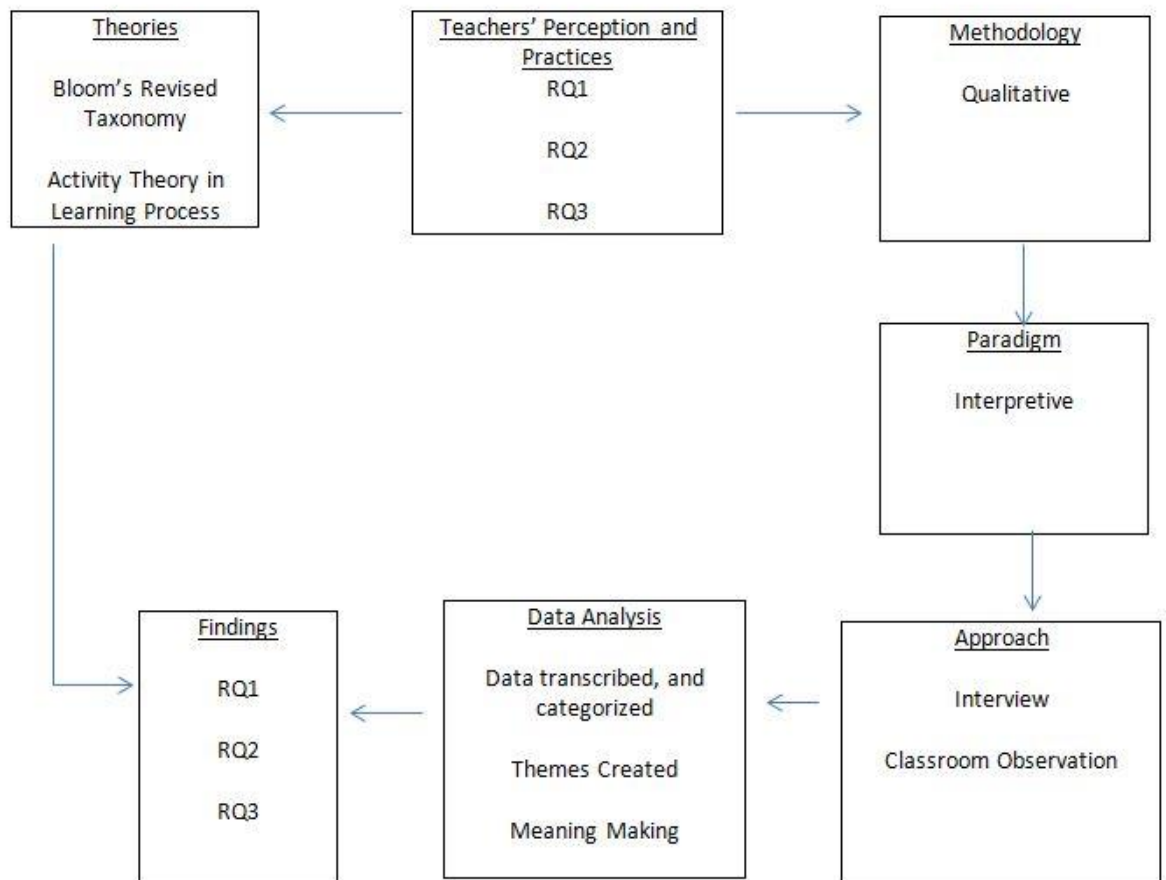 Theories
Bloom's Revised
Taxonomy
Activity Theory in
Learning Process
Teachers' Perception and
Practices
RQ1
RQ2
RQ3
Methodology
Qualitative
Paradigm
Interpretive
Approach
Interview
Classroom Observation
Data Analysis
Data transcribed, and
categorized
Themes Created
Meaning Making
Findings
RQ1
RQ2
RQ3